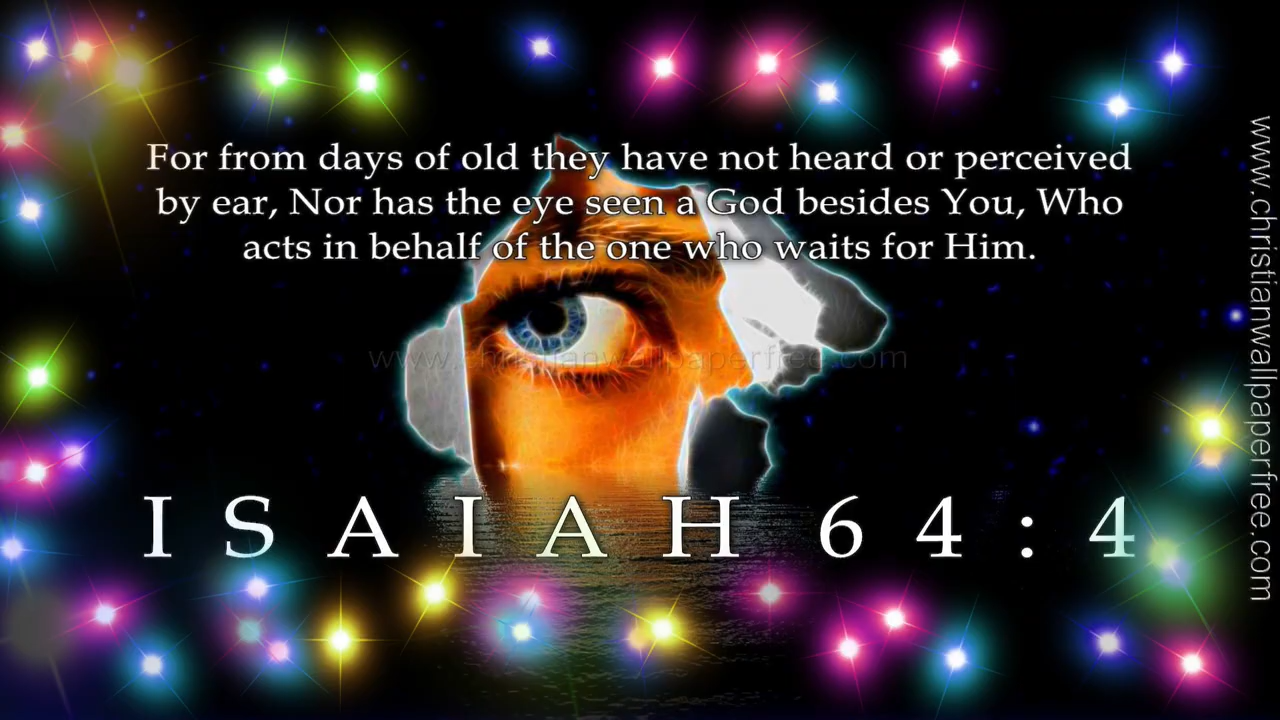 For from days of old they have not heard or perceived
by ear, Nor has the eye seen a God besides You, Who
acts in behalf of the one who waits for Him.
www.christianwallpaperfree.com
I S A I A H 6 4 : 4
www.christianwallpaperfree.com